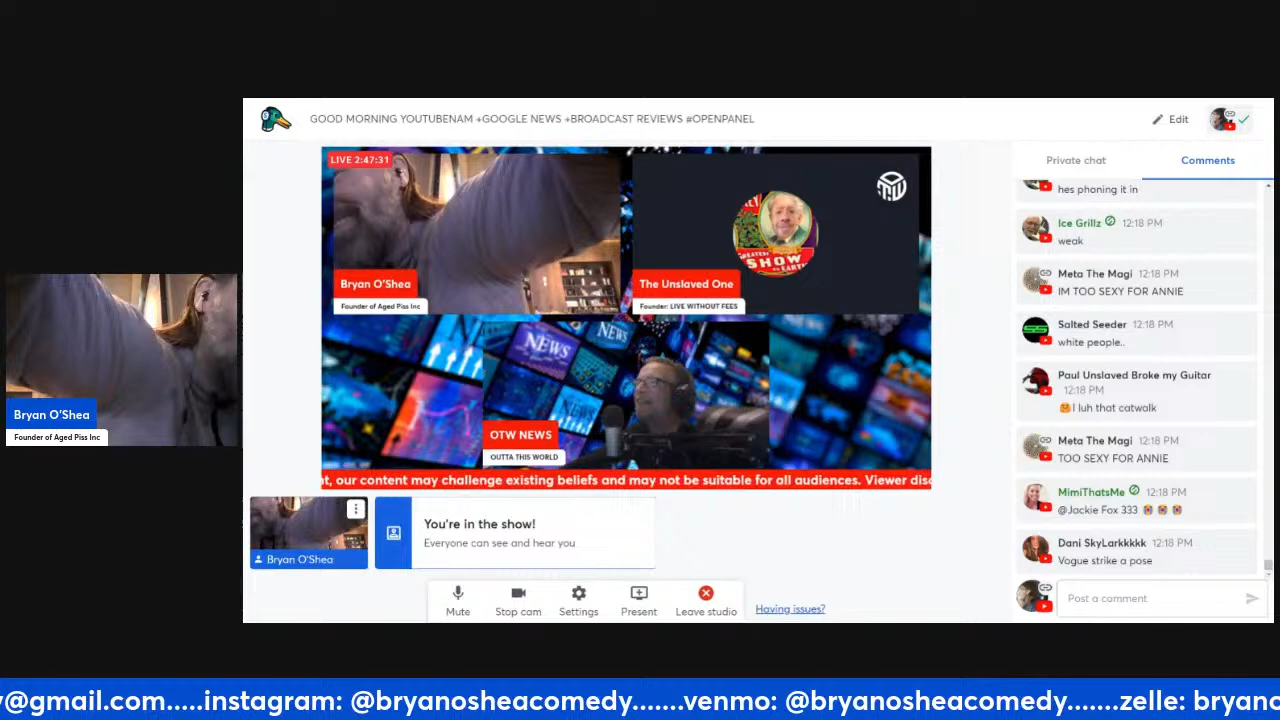 GOOD MORNING YOUTUBENAM +GOOGLE NEWS +BROADCAST REVIEWS #OPENPANEL
Edit
LIVE 2:47:31
Bryan O'Shea
Founder of Aged Piss Inc
The Unslaved One
Founder: LIVE WITHOUT FEES
SHOW
NEWS
NEWS
NEWS
OTW NEWS
OUTTA THIS WORLD
t, our content may challenge existing beliefs and may not be suitable for all audiences. Viewer disc
Bryan O'Shea
Founder of Aged Piss Inc
Bryan O'Shea
You're in the show!
Everyone can see and hear you
Mute
Stop cam
Settings
Present
Leave studio
Having issues?
Private chat
Comments
hes phoning it in
Ice Grillz 12:18 PM
weak
Meta The Magi 12:18 PM
IM TOO SEXY FOR ANNIE
Salted Seeder 12:18 PM
white people..
Paul Unslaved Broke my Guitar
12:18 PM
I luh that catwalk
Meta The Magi 12:18 PM
TOO SEXY FOR ANNIE
MimiThatsMe 12:18 PM
@Jackie Fox 333
Dani SkyLarkkkkk 12:18 PM
Vogue strike a pose
Post a comment
y@gmail.com.....instagram: @bryanosheacomedy.......venmo: @bryanosheacomedy.......zelle: bryano